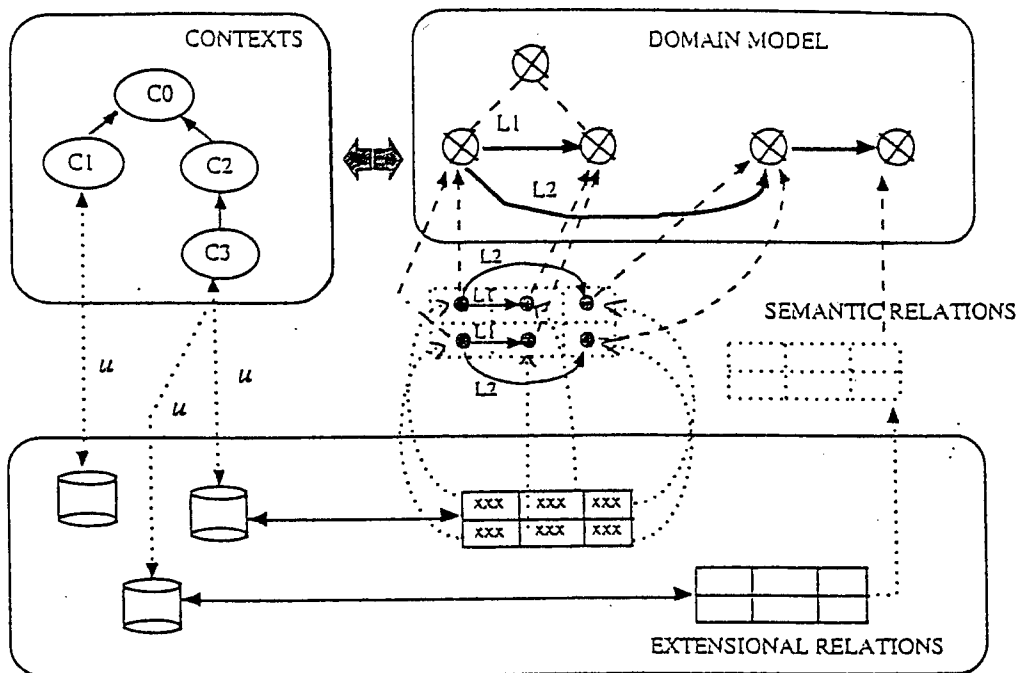 CONTEXTS
DOMAIN MODEL
C0
L1
C1
C2
L2
C3
L2
L1
SEMANTIC RELATIONS
L1
u
u
L2
u
xxx xxx xxx
xxx xxx xxx
EXTENSIONAL RELATIONS